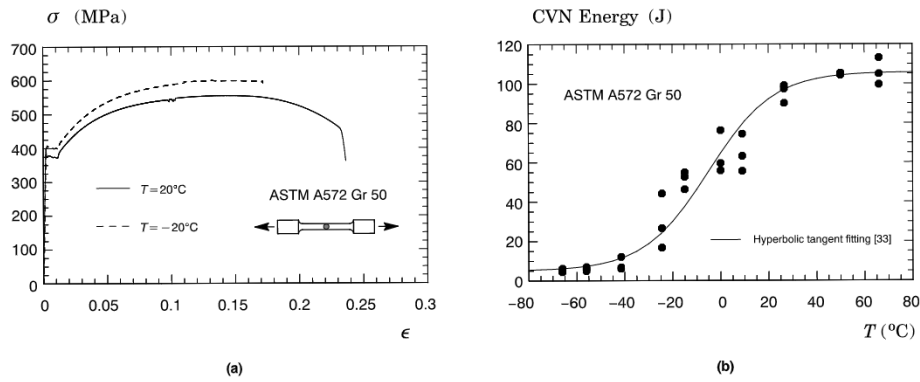 σ (MPa)
700
600
500
400
300
200
100
0
T=20°C
T=−20°C
ASTM A572 Gr 50
0 0.05 0.1 0.15 0.2 0.25 0.3
ϵ
(a)
CVN Energy (J)
120
100
80
60
40
20
0
ASTM A572 Gr 50
Hyperbolic tangent fitting [33]
−80 −60 −40 −20 0 20 40 60 80
T (°C)
(b)